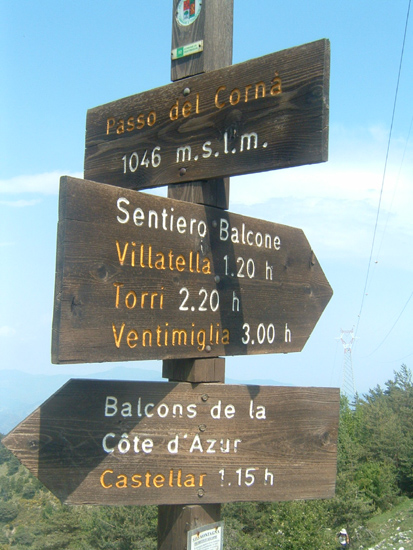 Passo del Cornà
1046 m.s.l.m.
Sentiero Balcone
Villatella 1.20 h
Torri 2.20 h
Ventimiglia 3.00 h
Balcons de la
Côte d'Azur
Castellar 1.15 h